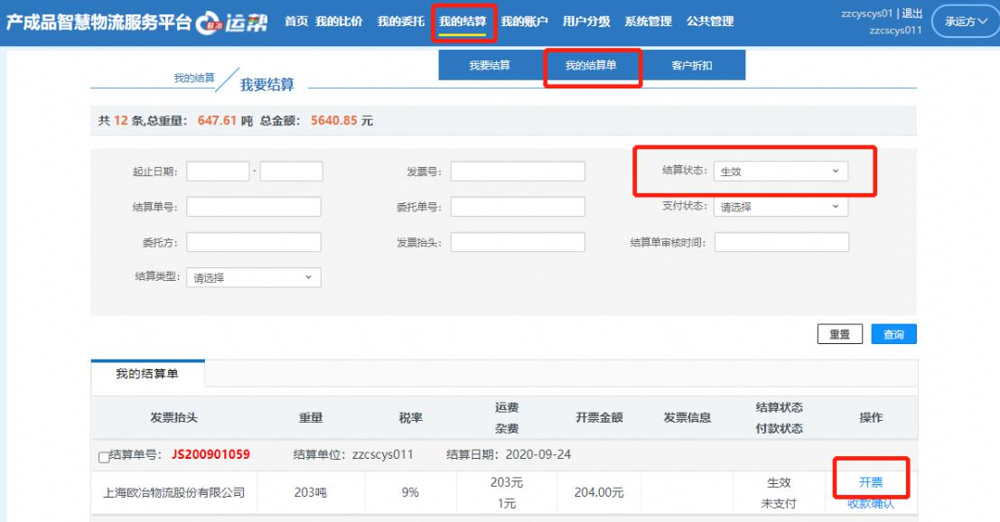 产成品智慧物流服务平台 欧冶 运帮 首页 我的比价 我的委托 我的结算 我的账户 用户分级 系统管理 公共管理
zzcyscys01 | 退出
zzcscys011
承运方
我要结算 我的结算单 客户折扣
我的结算 我要结算
共 12 条,总重量: 647.61 吨 总金额: 5640.85 元
起止日期: - 发票号: 结算状态: 生效
结算单号: 委托单号: 支付状态: 请选择
委托方: 发票抬头: 结算单审核时间:
结算类型: 请选择
重置 查询
我的结算单
发票抬头 重量 税率 运费 杂费 开票金额 发票信息 结算状态 付款状态 操作
结算单号: JS200901059 结算单位: zzcscys011 结算日期: 2020-09-24
上海欧冶物流股份有限公司 203吨 9% 203元 1元 204.00元 生效 未支付 开票 收款确认